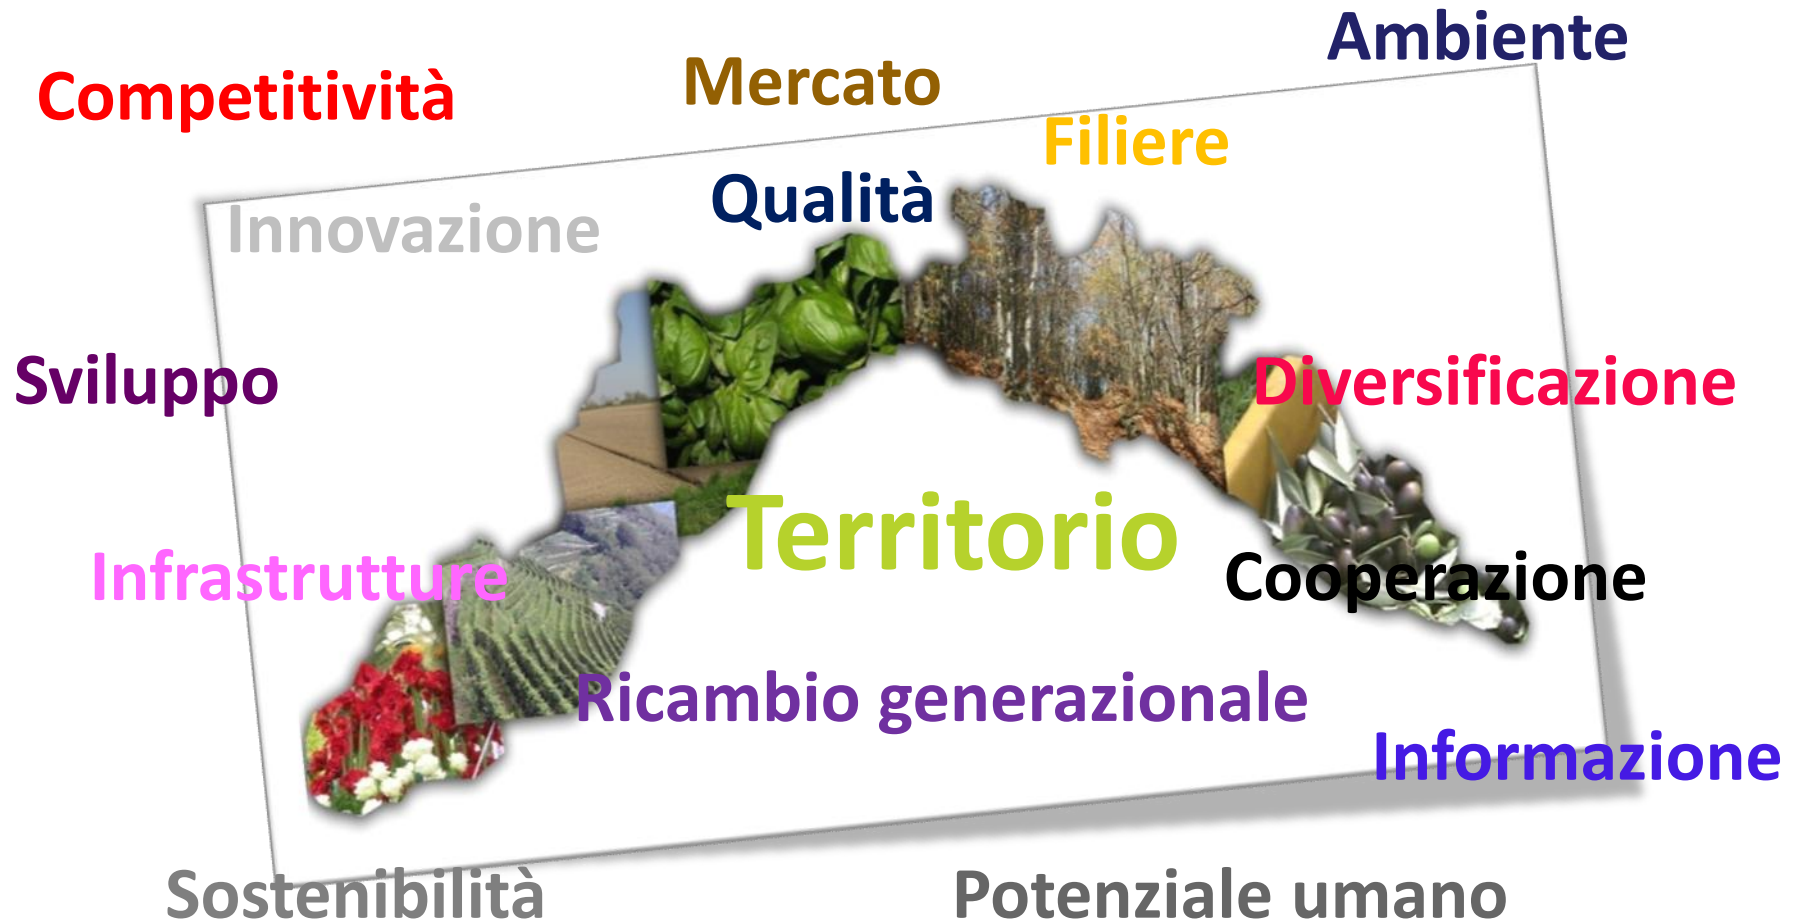 Ambiente
Competitività
Mercato
Filiere
Qualità
Innovazione
Sviluppo
Diversificazione
Territorio
Infrastrutture
Cooperazione
Ricambio generazionale
Informazione
Sostenibilità
Potenziale umano